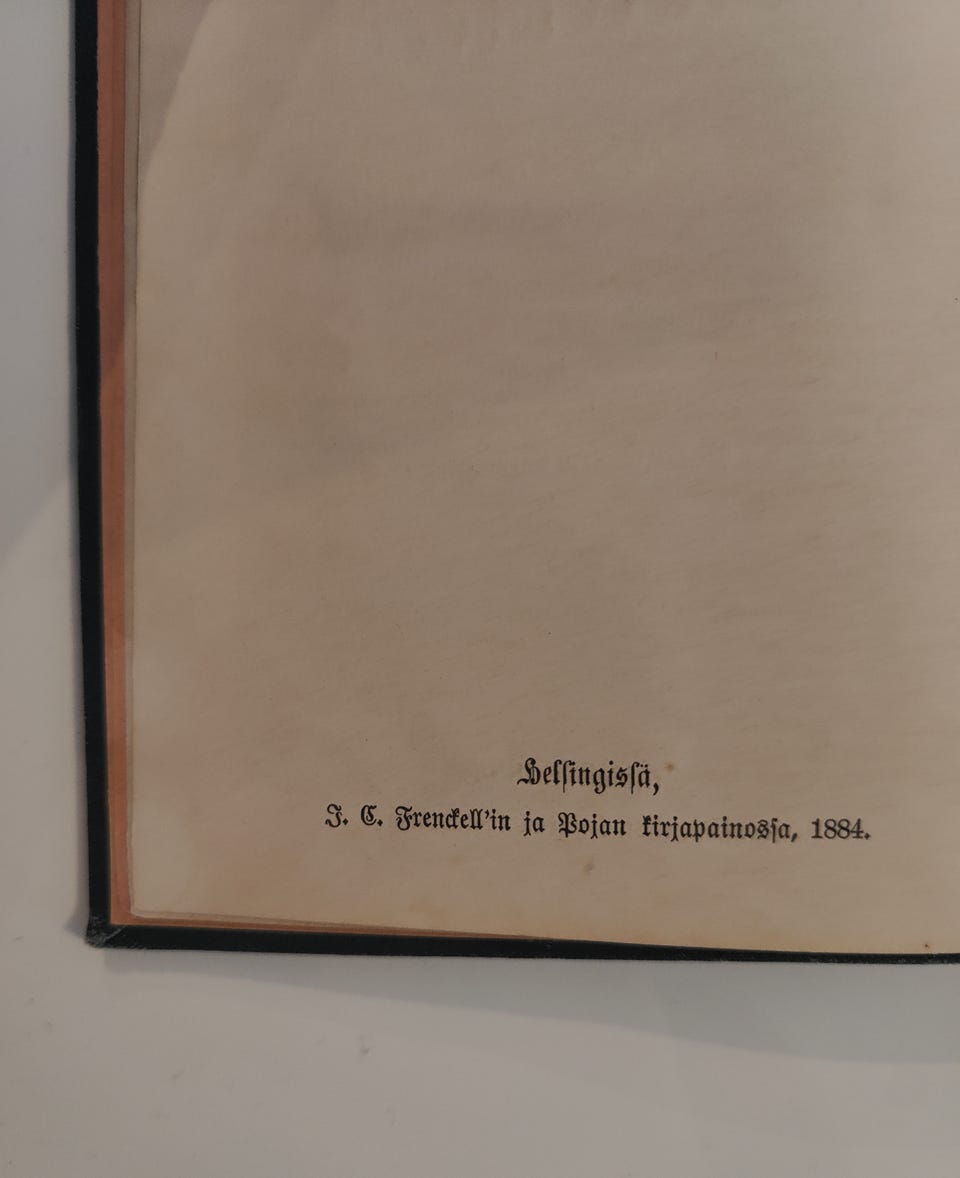 Helsingissä,
J. C. Frenckell'in ja Pojan kirjapainossa, 1884.